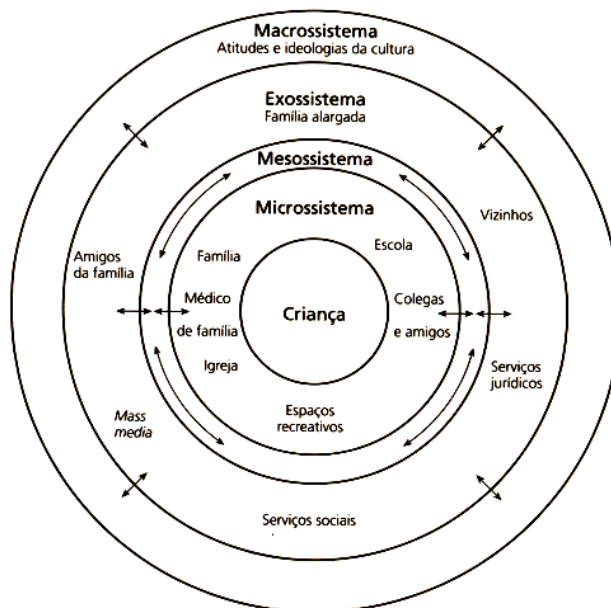 Macrossistema
Atitudes e ideologias da cultura
Exossistema
Família alargada
Mesossistema
Microssistema
Vizinhos
Escola
Família
Amigos
da família
Médico
de família
Criança
Colegas
e amigos
Igreja
Serviços
jurídicos
Espaços
recreativos
Mass
media
Serviços sociais